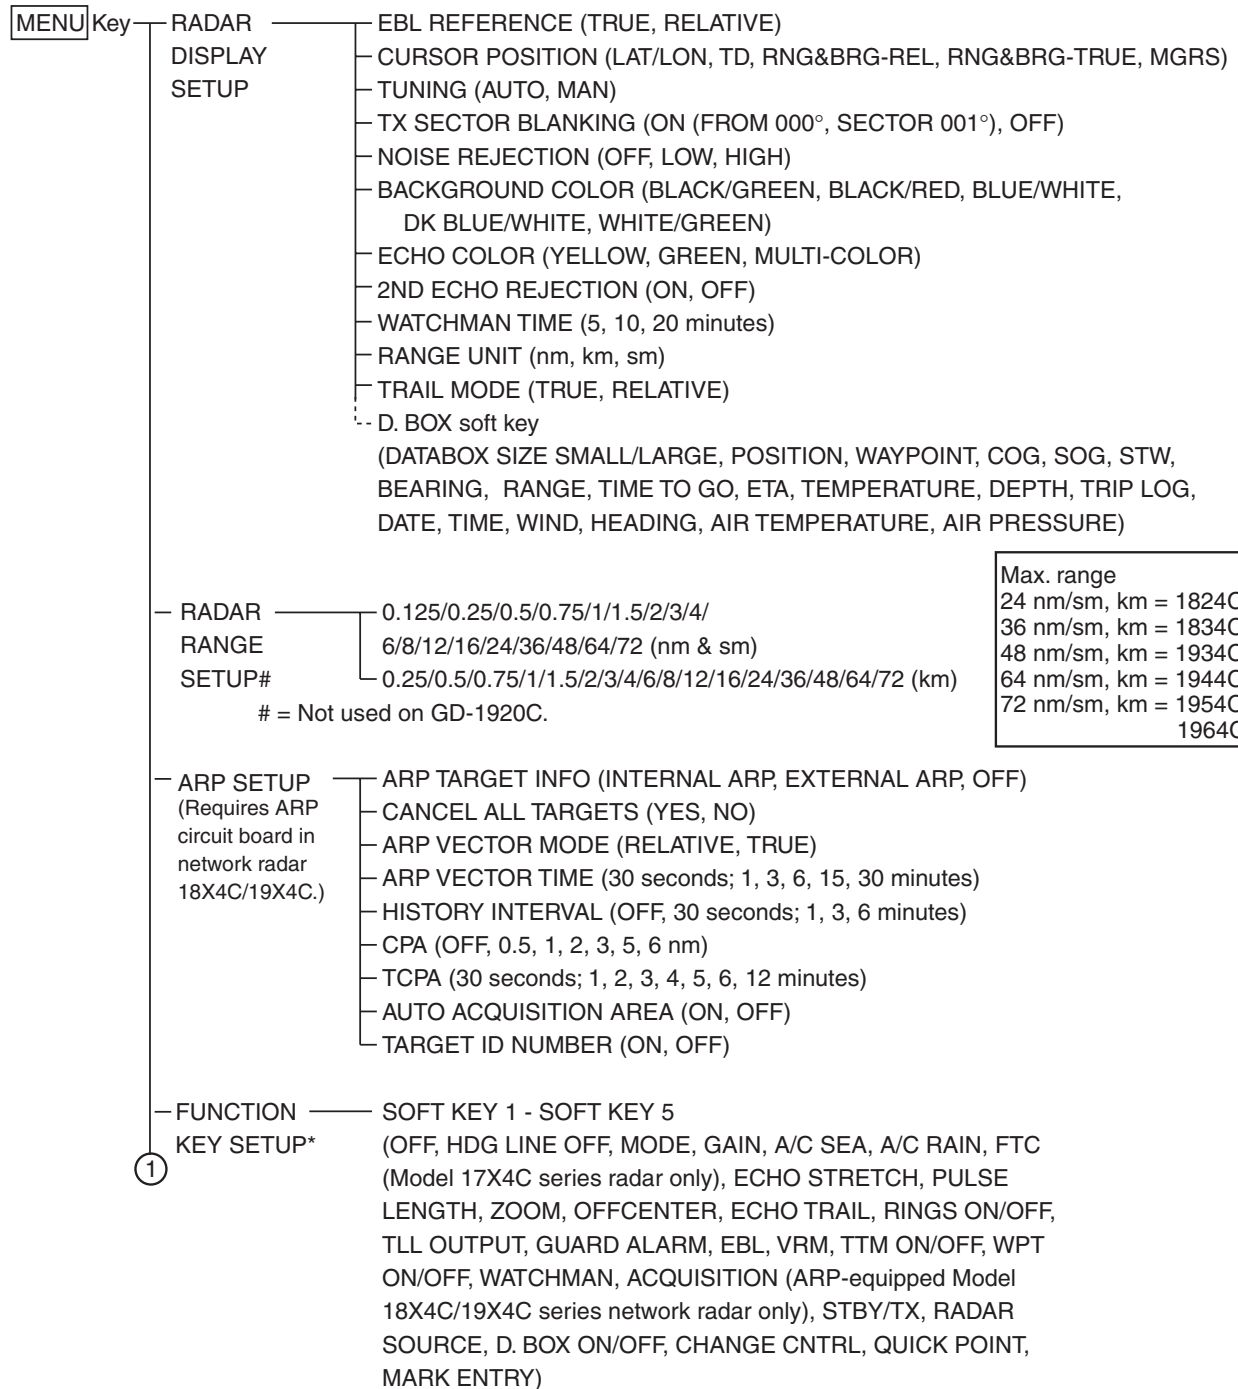 MENU Key
RADAR
DISPLAY
SETUP
EBL REFERENCE (TRUE, RELATIVE)
CURSOR POSITION (LAT/LON, TD, RNG&BRG-REL, RNG&BRG-TRUE, MGRS)
TUNING (AUTO, MAN)
TX SECTOR BLANKING (ON (FROM 000°, SECTOR 001°), OFF)
NOISE REJECTION (OFF, LOW, HIGH)
BACKGROUND COLOR (BLACK/GREEN, BLACK/RED, BLUE/WHITE,
DK BLUE/WHITE, WHITE/GREEN)
ECHO COLOR (YELLOW, GREEN, MULTI-COLOR)
2ND ECHO REJECTION (ON, OFF)
WATCHMAN TIME (5, 10, 20 minutes)
RANGE UNIT (nm, km, sm)
TRAIL MODE (TRUE, RELATIVE)
D. BOX soft key
(DATABOX SIZE SMALL/LARGE, POSITION, WAYPOINT, COG, SOG, STW,
BEARING, RANGE, TIME TO GO, ETA, TEMPERATURE, DEPTH, TRIP LOG,
DATE, TIME, WIND, HEADING, AIR TEMPERATURE, AIR PRESSURE)
RADAR
RANGE
SETUP#
0.125/0.25/0.5/0.75/1/1.5/2/3/4/
6/8/12/16/24/36/48/64/72 (nm & sm)
0.25/0.5/0.75/1/1.5/2/3/4/6/8/12/16/24/36/48/64/72 (km)
# = Not used on GD-1920C.
Max. range
24 nm/sm, km = 1824C
36 nm/sm, km = 1834C
48 nm/sm, km = 1934C
64 nm/sm, km = 1944C
72 nm/sm, km = 1954C
1964C
ARP SETUP
(Requires ARP
circuit board in
network radar
18X4C/19X4C.)
ARP TARGET INFO (INTERNAL ARP, EXTERNAL ARP, OFF)
CANCEL ALL TARGETS (YES, NO)
ARP VECTOR MODE (RELATIVE, TRUE)
ARP VECTOR TIME (30 seconds; 1, 3, 6, 15, 30 minutes)
HISTORY INTERVAL (OFF, 30 seconds; 1, 3, 6 minutes)
CPA (OFF, 0.5, 1, 2, 3, 5, 6 nm)
TCPA (30 seconds; 1, 2, 3, 4, 5, 6, 12 minutes)
AUTO ACQUISITION AREA (ON, OFF)
TARGET ID NUMBER (ON, OFF)
FUNCTION
KEY SETUP*
1
SOFT KEY 1 - SOFT KEY 5
(OFF, HDG LINE OFF, MODE, GAIN, A/C SEA, A/C RAIN, FTC
(Model 17X4C series radar only), ECHO STRETCH, PULSE
LENGTH, ZOOM, OFFCENTER, ECHO TRAIL, RINGS ON/OFF,
TLL OUTPUT, GUARD ALARM, EBL, VRM, TTM ON/OFF, WPT
ON/OFF, WATCHMAN, ACQUISITION (ARP-equipped Model
18X4C/19X4C series network radar only), STBY/TX, RADAR
SOURCE, D. BOX ON/OFF, CHANGE CNTRL, QUICK POINT,
MARK ENTRY)